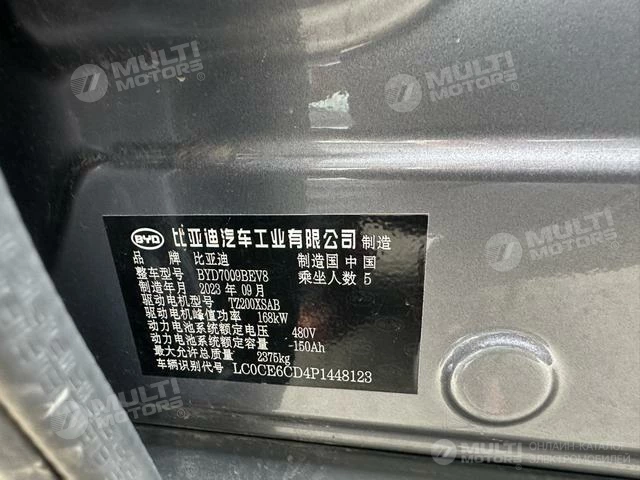 MULTI MOTORS
MULTI MOTORS
BYD 比亚迪汽车工业有限公司 制造
品 牌 比亚迪 制造国 中国
整车型号 BYD7009BEV8 乘坐人数 5
制造年月 2023 年 09 月
驱动电机型号 TZ200XSAB
驱动电机峰值功率 168kW
动力电池系统额定电压 480V
动力电池系统额定容量 150Ah
最大允许总质量 2375kg
车辆识别代号 LC0CE6CD4P1448123
MULTI MOTORS
MULTI MOTORS
MULTI MOTORS
ОНЛАЙН КАТАЛОГ
ЭЛЕКТРОМОБИЛЕЙ